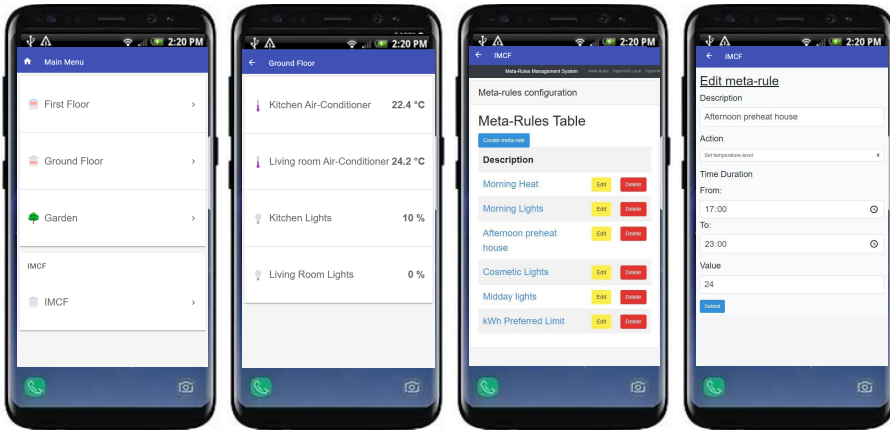 2:20 PM
Main Menu
First Floor
Ground Floor
Garden
IMCF
IMCF
2:20 PM
Ground Floor
Kitchen Air-Conditioner 22.4 °C
Living room Air-Conditioner 24.2 °C
Kitchen Lights 10 %
Living Room Lights 0 %
2:20 PM
IMCF
Meta-Rules Management System Meta-Rules OpenHAB Local
Meta-rules configuration
Meta-Rules Table
Create meta-rule
Description
Morning Heat Edit Delete
Morning Lights Edit Delete
Afternoon preheat Edit Delete
house
Cosmetic Lights Edit Delete
Midday lights Edit Delete
kWh Preferred Limit Edit Delete
2:20 PM
IMCF
Edit meta-rule
Description
Afternoon preheat house
Action
Set temperature level
Time Duration
From:
17:00
To:
23:00
Value
24
Submit